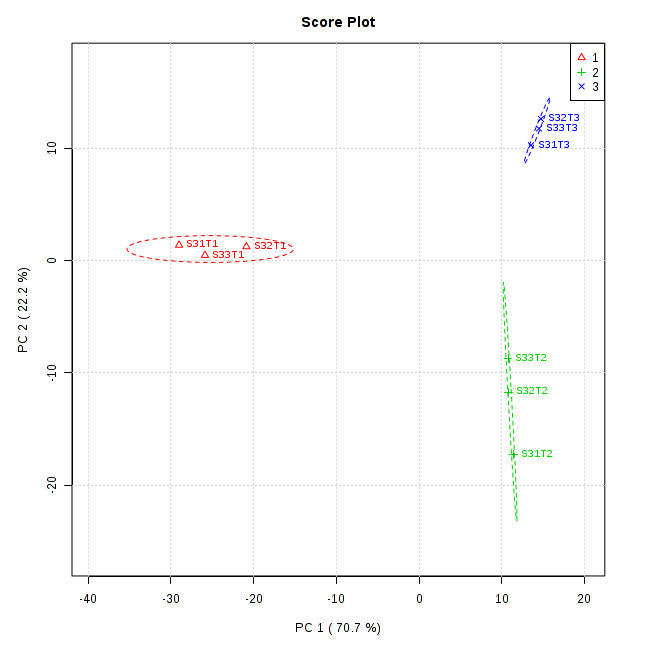 Score Plot
1
2
3
S32T3
S33T3
S31T3
S31T1
S32T1
S33T1
S33T2
S32T2
S31T2
10
0
-10
-20
PC 2 ( 22.2 %)
-40 -30 -20 -10 0 10 20
PC 1 ( 70.7 %)